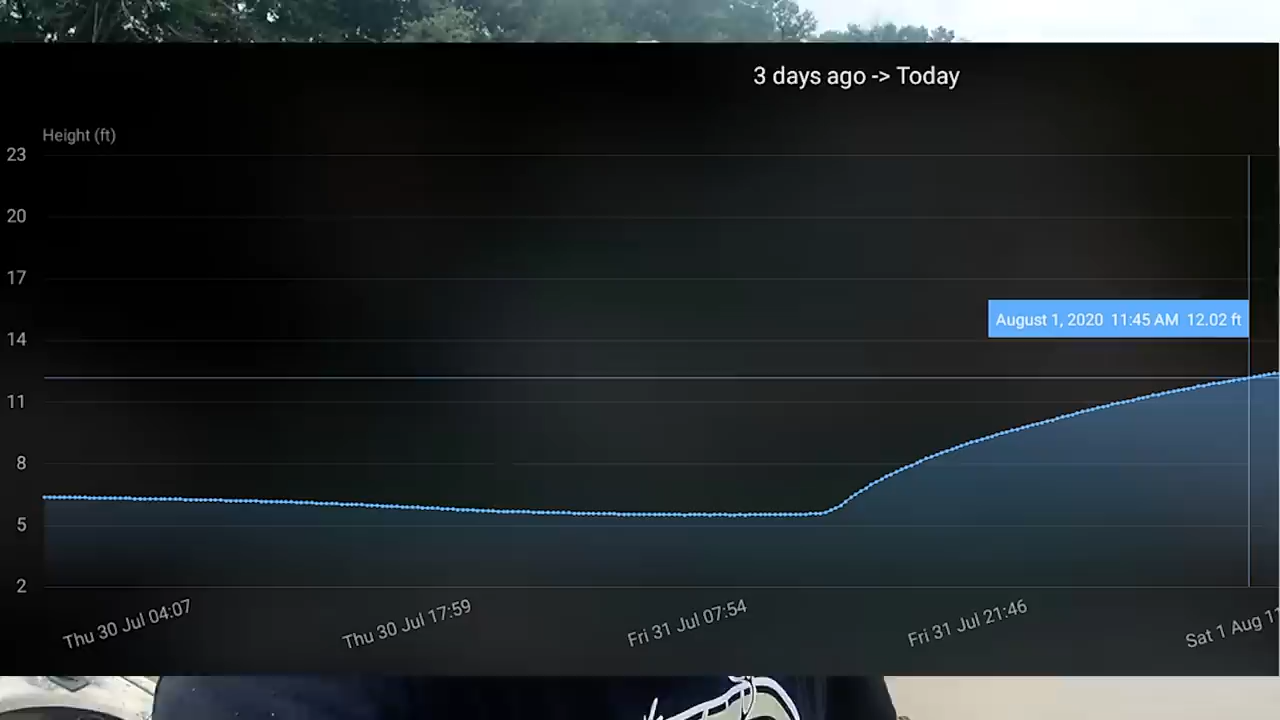 3 days ago -> Today
Height (ft)
23
20
17
August 1, 2020 11:45 AM 12.02 ft
14
11
8
5
2
Thu 30 Jul 04:07
Thu 30 Jul 17:59
Fri 31 Jul 07:54
Fri 31 Jul 21:46
Sat 1 Aug